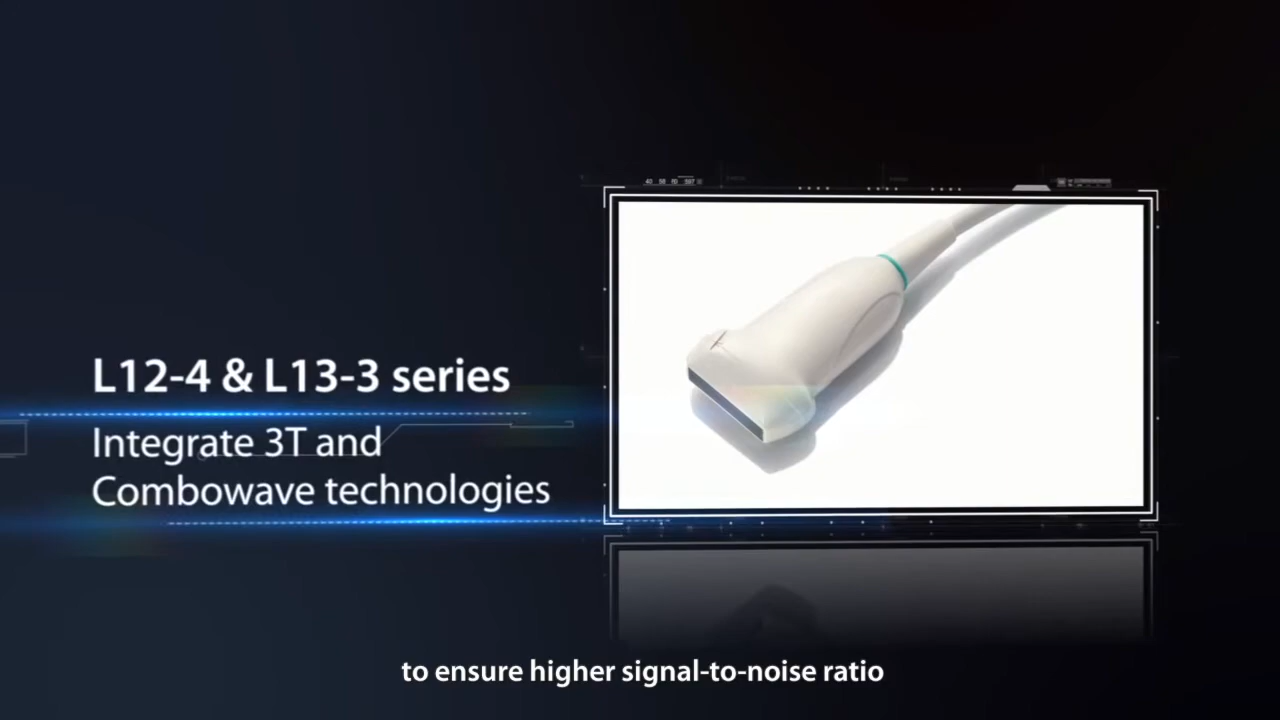 L12-4 & L13-3 series
Integrate 3T and
Combowave technologies
to ensure higher signal-to-noise ratio